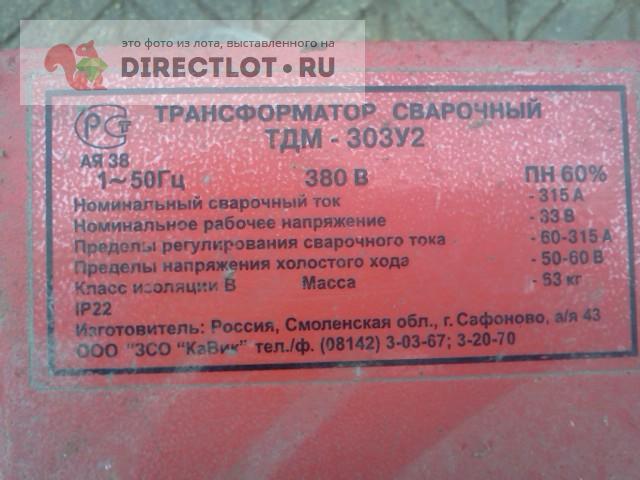 это фото из лота, выставленного на
DIRECTLOT.RU
РСТ
АЯ 38
ТРАНСФОРМАТОР СВАРОЧНЫЙ
ТДМ - 303У2
1~50Гц 380 В ПН 60%
Номинальный сварочный ток - 315 А
Номинальное рабочее напряжение - 33 В
Пределы регулирования сварочного тока - 60-315 А
Пределы напряжения холостого хода - 50-60 В
Класс изоляции В Масса - 53 кг
IP22
Изготовитель: Россия, Смоленская обл., г. Сафоново, а/я 43
ООО "ЗСО "КаВик" тел./ф. (08142) 3-03-67; 3-20-70